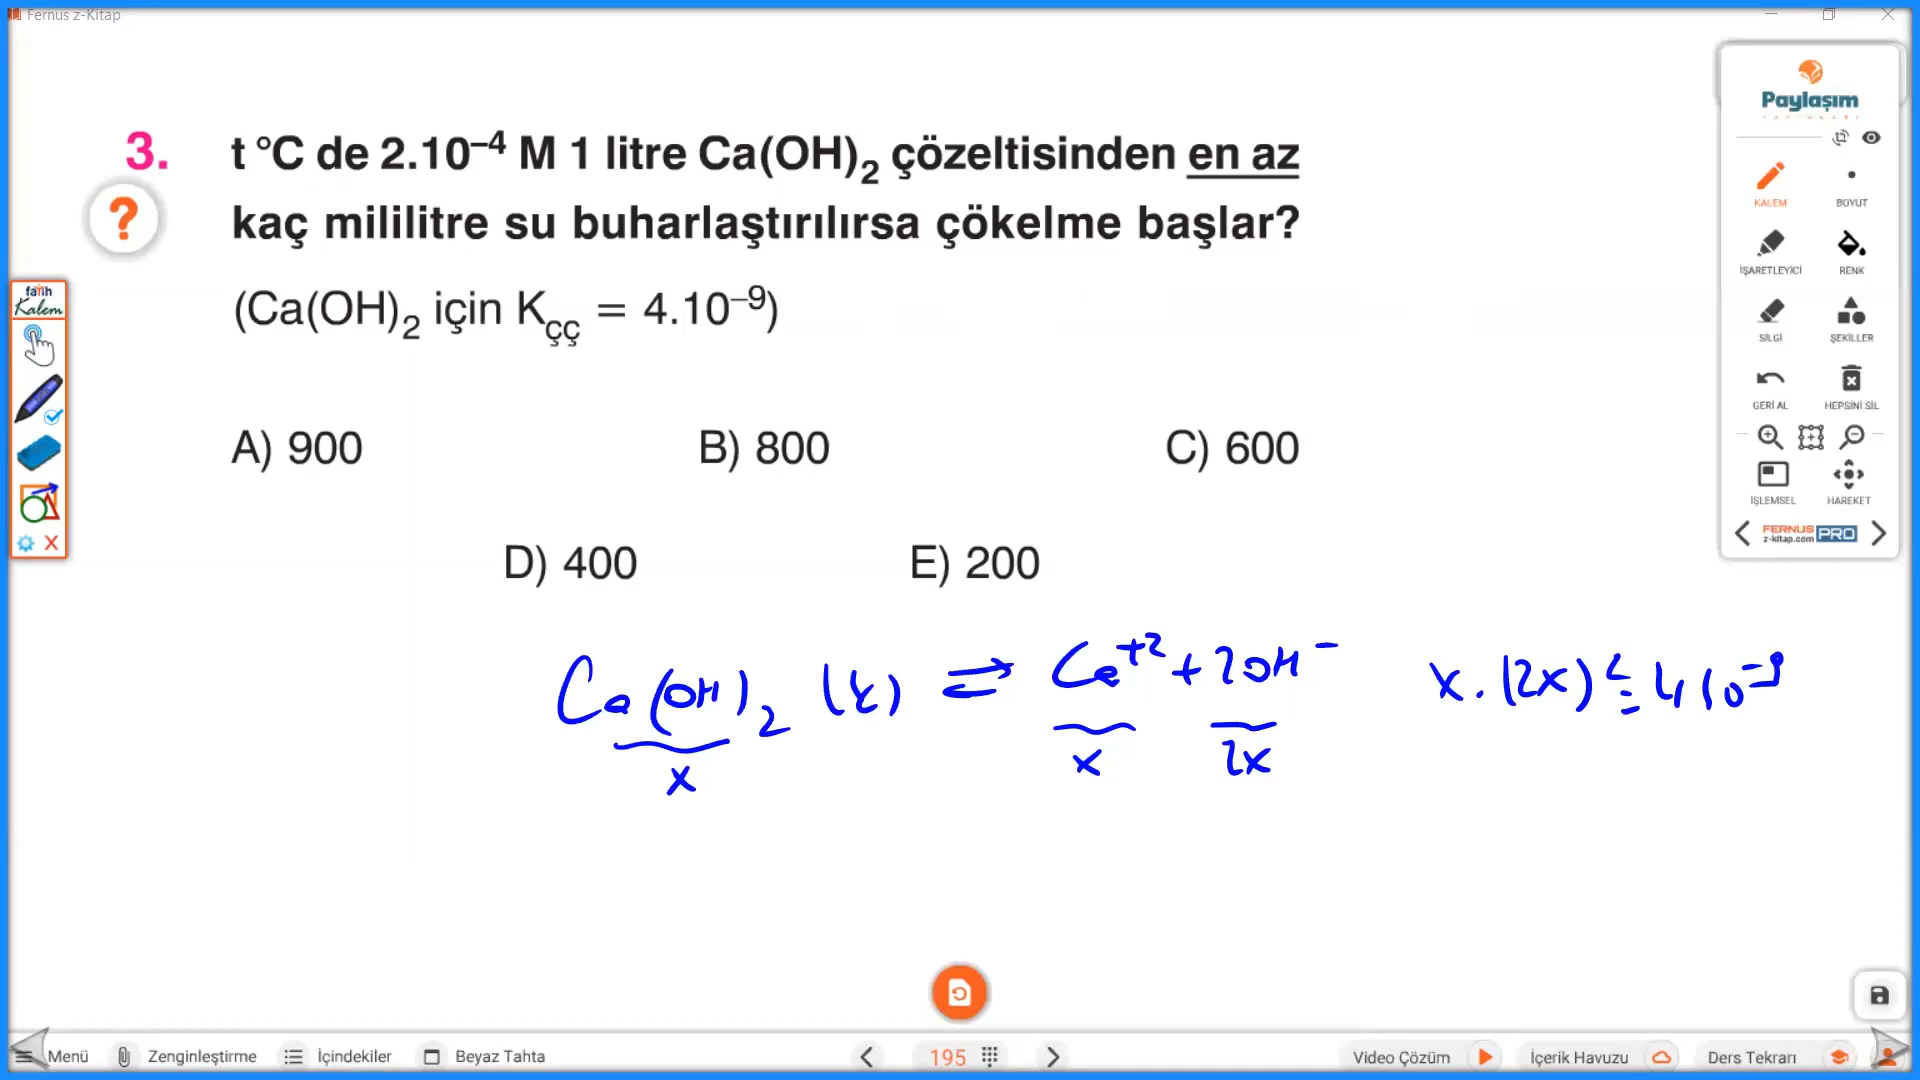 Fernus z-Kitap
3. t °C de 2.10⁻⁴ M 1 litre Ca(OH)₂ çözeltisinden en az
kaç mililitre su buharlaştırılırsa çökelme başlar?
?
(Ca(OH)₂ için Kçç = 4.10⁻⁹)
A) 900 B) 800 C) 600
D) 400 E) 200
Ca(OH)₂ (k) ⇌ Ca⁺² + 2OH⁻ x.(2x)² = 4.10⁻⁹
x x 2x
fatih
Kalem
Paylaşım
YAYINLARI
KALEM BOYUT
İŞARETLEYİCİ RENK
SİLGİ ŞEKİLLER
GERİ AL HEPSİNİ SİL
İŞLEMSEL HAREKET
FERNUS PRO
z-kitap.com
Menü Zenginleştirme İçindekiler Beyaz Tahta 195 Video Çözüm İçerik Havuzu Ders Tekrarı